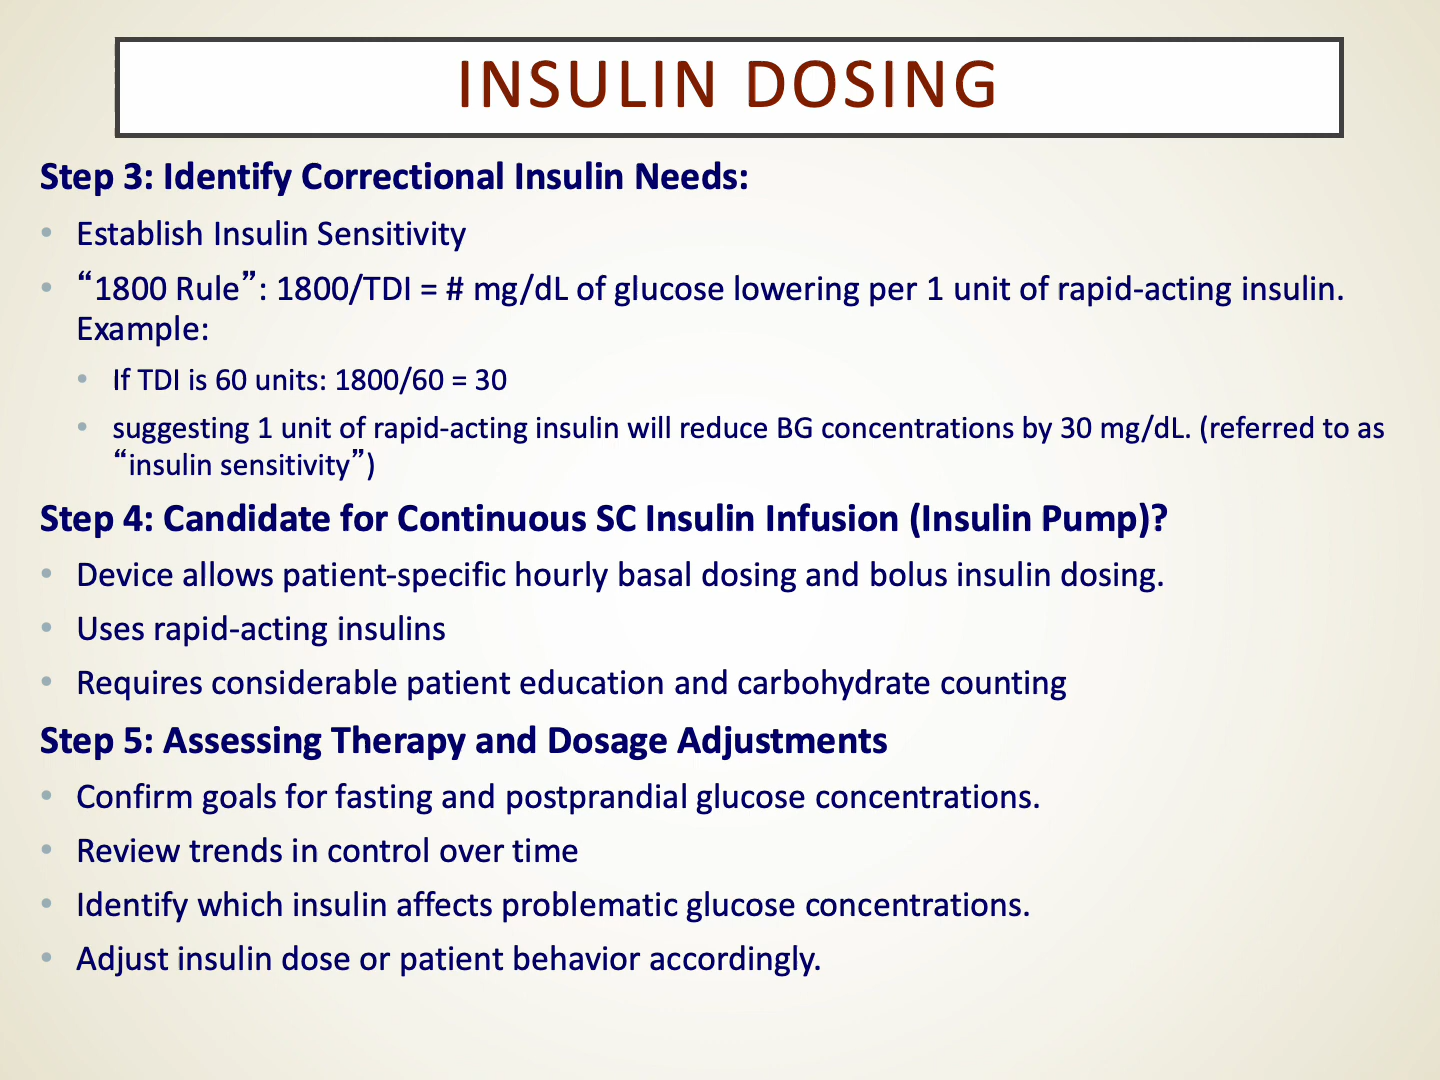 INSULIN DOSING
Step 3: Identify Correctional Insulin Needs:
• Establish Insulin Sensitivity
• “1800 Rule”: 1800/TDI = # mg/dL of glucose lowering per 1 unit of rapid-acting insulin.
Example:
• If TDI is 60 units: 1800/60 = 30
• suggesting 1 unit of rapid-acting insulin will reduce BG concentrations by 30 mg/dL. (referred to as
“insulin sensitivity”)
Step 4: Candidate for Continuous SC Insulin Infusion (Insulin Pump)?
• Device allows patient-specific hourly basal dosing and bolus insulin dosing.
• Uses rapid-acting insulins
• Requires considerable patient education and carbohydrate counting
Step 5: Assessing Therapy and Dosage Adjustments
• Confirm goals for fasting and postprandial glucose concentrations.
• Review trends in control over time
• Identify which insulin affects problematic glucose concentrations.
• Adjust insulin dose or patient behavior accordingly.